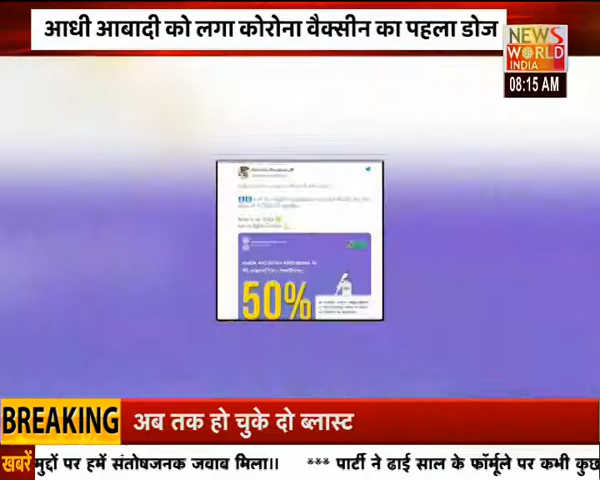 आधी आबादी को लगा कोरोना वैक्सीन का पहला डोज
NEWS
WORLD
INDIA
08:15 AM
50%
BREAKING अब तक हो चुके दो ब्लास्ट
खबरें मुद्दों पर हमें संतोषजनक जवाब मिला।। *** पार्टी ने ढाई साल के फॉर्मूले पर कभी कुछ